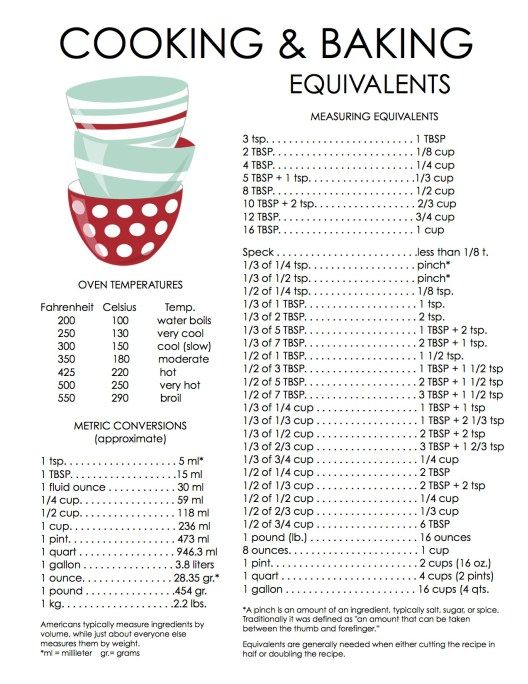 COOKING & BAKING
EQUIVALENTS
MEASURING EQUIVALENTS
3 tsp. . . . . . . . . . . . . . . . . . . . . . . . . . 1 TBSP
2 TBSP. . . . . . . . . . . . . . . . . . . . . . . . . 1/8 cup
4 TBSP. . . . . . . . . . . . . . . . . . . . . . . . . 1/4 cup
5 TBSP + 1 tsp. . . . . . . . . . . . . . . . . . .1/3 cup
8 TBSP. . . . . . . . . . . . . . . . . . . . . . . . . 1/2 cup
10 TBSP + 2 tsp. . . . . . . . . . . . . . . . . . 2/3 cup
12 TBSP. . . . . . . . . . . . . . . . . . . . . . . . 3/4 cup
16 TBSP. . . . . . . . . . . . . . . . . . . . . . . . 1 cup
Speck . . . . . . . . . . . . . . . . . . . . . . . . .less than 1/8 t.
1/3 of 1/4 tsp. . . . . . . . . . . . . . . . . . . pinch*
1/3 of 1/2 tsp. . . . . . . . . . . . . . . . . . . pinch*
1/2 of 1/4 tsp. . . . . . . . . . . . . . . . . . . 1/8 tsp.
1/3 of 1 TBSP. . . . . . . . . . . . . . . . . . . . 1 tsp.
1/3 of 2 TBSP. . . . . . . . . . . . . . . . . . . . 2 tsp.
1/3 of 5 TBSP. . . . . . . . . . . . . . . . . . . . 1 TBSP + 2 tsp.
1/3 of 7 TBSP. . . . . . . . . . . . . . . . . . . . 2 TBSP + 1 tsp.
1/2 of 1 TBSP. . . . . . . . . . . . . . . . . . . . 1 1/2 tsp.
1/2 of 3 TBSP. . . . . . . . . . . . . . . . . . . . 1 TBSP + 1 1/2 tsp
1/2 of 5 TBSP. . . . . . . . . . . . . . . . . . . . 2 TBSP + 1 1/2 tsp
1/2 of 7 TBSP. . . . . . . . . . . . . . . . . . . . 3 TBSP + 1 1/2 tsp
1/3 of 1/4 cup . . . . . . . . . . . . . . . . . . 1 TBSP + 1 tsp
1/3 of 1/3 cup . . . . . . . . . . . . . . . . . . 1 TBSP + 2 1/3 tsp
1/3 of 1/2 cup . . . . . . . . . . . . . . . . . . 2 TBSP + 2 tsp
1/3 of 2/3 cup . . . . . . . . . . . . . . . . . . 3 TBSP + 1 2/3 tsp
1/3 of 3/4 cup . . . . . . . . . . . . . . . . . . 1/4 cup
1/2 of 1/4 cup . . . . . . . . . . . . . . . . . . 2 TBSP
1/2 of 1/3 cup . . . . . . . . . . . . . . . . . . 2 TBSP + 2 tsp
1/2 of 1/2 cup . . . . . . . . . . . . . . . . . . 1/4 cup
1/2 of 2/3 cup . . . . . . . . . . . . . . . . . . 1/3 cup
1/2 of 3/4 cup . . . . . . . . . . . . . . . . . . 6 TBSP
1 pound (lb.) . . . . . . . . . . . . . . . . . . . . 16 ounces
8 ounces. . . . . . . . . . . . . . . . . . . . . . . 1 cup
1 pint. . . . . . . . . . . . . . . . . . . . . . . . . . 2 cups (16 oz.)
1 quart . . . . . . . . . . . . . . . . . . . . . . . . 4 cups (2 pints)
1 gallon . . . . . . . . . . . . . . . . . . . . . . . 16 cups (4 qts.
*A pinch is an amount of an ingredient, typically salt, sugar, or spice.
Traditionally it was defined as "an amount that can be taken
between the thumb and forefinger."
Equivalents are generally needed when either cutting the recipe in
half or doubling the recipe.
OVEN TEMPERATURES
Fahrenheit Celsius Temp.
200 100 water boils
250 130 very cool
300 150 cool (slow)
350 180 moderate
425 220 hot
500 250 very hot
550 290 broil
METRIC CONVERSIONS
(approximate)
1 tsp. . . . . . . . . . . . . . . . . . . . 5 ml*
1 TBSP. . . . . . . . . . . . . . . . . . .15 ml
1 fluid ounce . . . . . . . . . . . . 30 ml
1/4 cup. . . . . . . . . . . . . . . . . 59 ml
1/2 cup. . . . . . . . . . . . . . . . . 118 ml
1 cup. . . . . . . . . . . . . . . . . . . 236 ml
1 pint. . . . . . . . . . . . . . . . . . . 473 ml
1 quart . . . . . . . . . . . . . . . . . 946.3 ml
1 gallon . . . . . . . . . . . . . . . . 3.8 liters
1 ounce. . . . . . . . . . . . . . . . 28.35 gr.*
1 pound . . . . . . . . . . . . . . . .454 gr.
1 kg. . . . . . . . . . . . . . . . . . . .2.2 lbs.
Americans typically measure ingredients by
volume, while just about everyone else
measures them by weight.
*ml = millileter gr.= grams